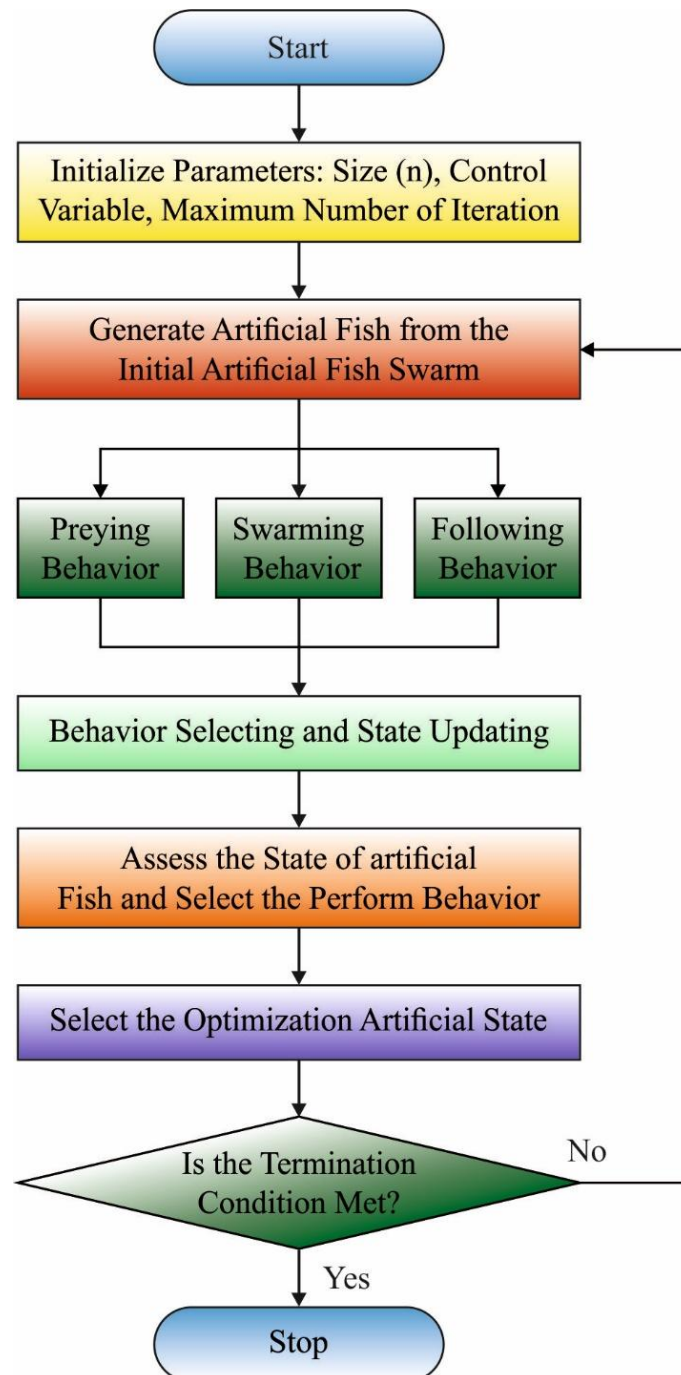 Start
Initialize Parameters: Size (n), Control
Variable, Maximum Number of Iteration
Generate Artificial Fish from the
Initial Artificial Fish Swarm
Preying
Behavior
Swarming
Behavior
Following
Behavior
Behavior Selecting and State Updating
Assess the State of artificial
Fish and Select the Perform Behavior
Select the Optimization Artificial State
Is the Termination
Condition Met?
No
Yes
Stop